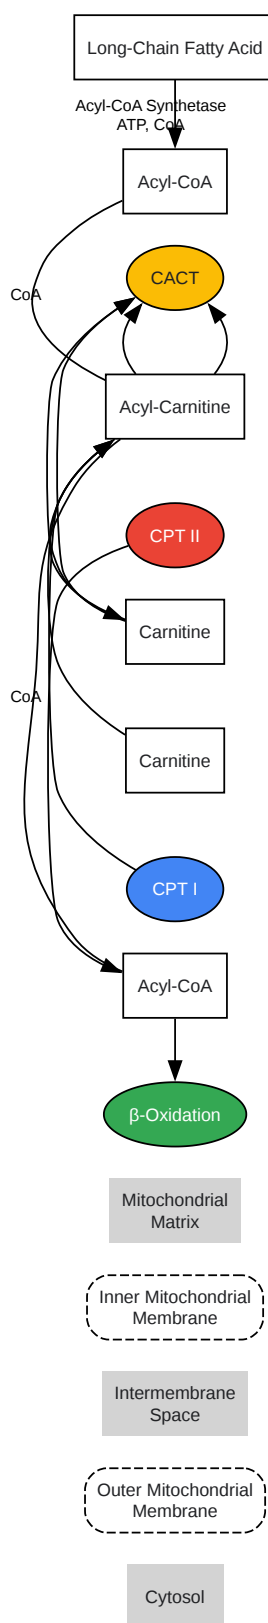 Long-Chain Fatty Acid
Acyl-CoA Synthetase
ATP, CoA
Acyl-CoA
CACT
CoA
Acyl-Carnitine
CPT II
Carnitine
CoA
Carnitine
CPT I
Acyl-CoA
β-Oxidation
Mitochondrial
Matrix
Inner Mitochondrial
Membrane
Intermembrane
Space
Outer Mitochondrial
Membrane
Cytosol